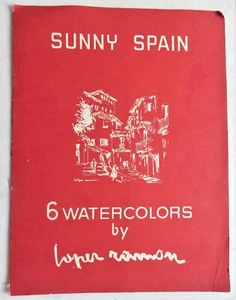 SUNNY SPAIN
6 WATERCOLORS
by
Lopez Ramon